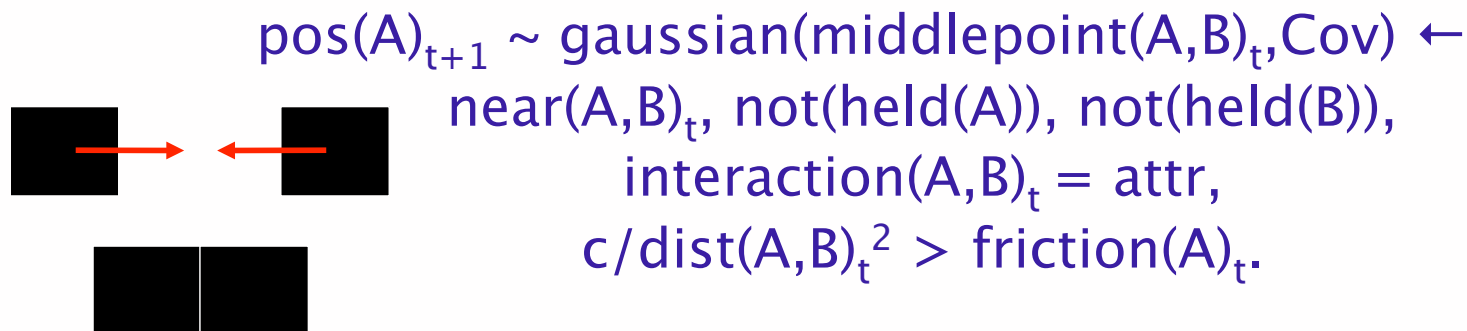 pos(A)ₜ₊₁ ~ gaussian(middlepoint(A,B)ₜ,Cov) ←
near(A,B)ₜ, not(held(A)), not(held(B)),
interaction(A,B)ₜ = attr,
c/dist(A,B)ₜ² > friction(A)ₜ.